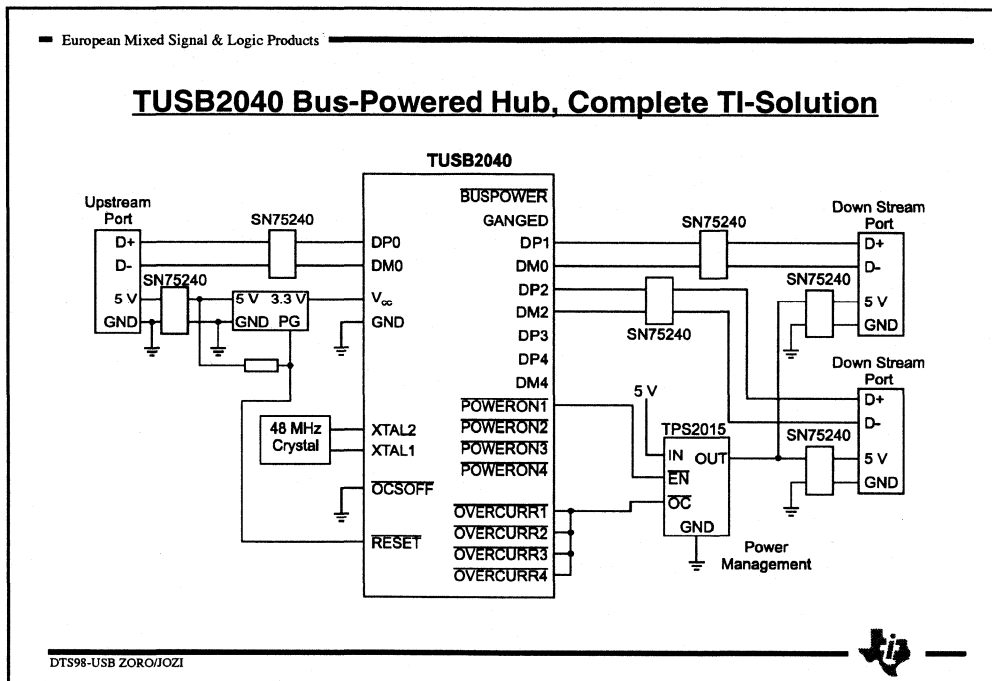 European Mixed Signal & Logic Products
TUSB2040 Bus-Powered Hub, Complete TI-Solution
TUSB2040
Upstream
Port
D+
D-
5 V
GND
SN75240
SN75240
5 V 3.3 V
GND PG
48 MHz
Crystal
DP0
DM0
Vcc
GND
XTAL2
XTAL1
OCSOFF
RESET
BUSPOWER
GANGED
DP1
DM0
DP2
DM2
DP3
DP4
DM4
POWERON1
POWERON2
POWERON3
POWERON4
OVERCURR1
OVERCURR2
OVERCURR3
OVERCURR4
SN75240
SN75240
5 V
TPS2015
IN OUT
EN
OC
GND
Power
Management
Down Stream
Port
D+
D-
SN75240
5 V
GND
Down Stream
Port
D+
D-
SN75240
5 V
GND
DTS98-USB ZORO/JOZI
ti